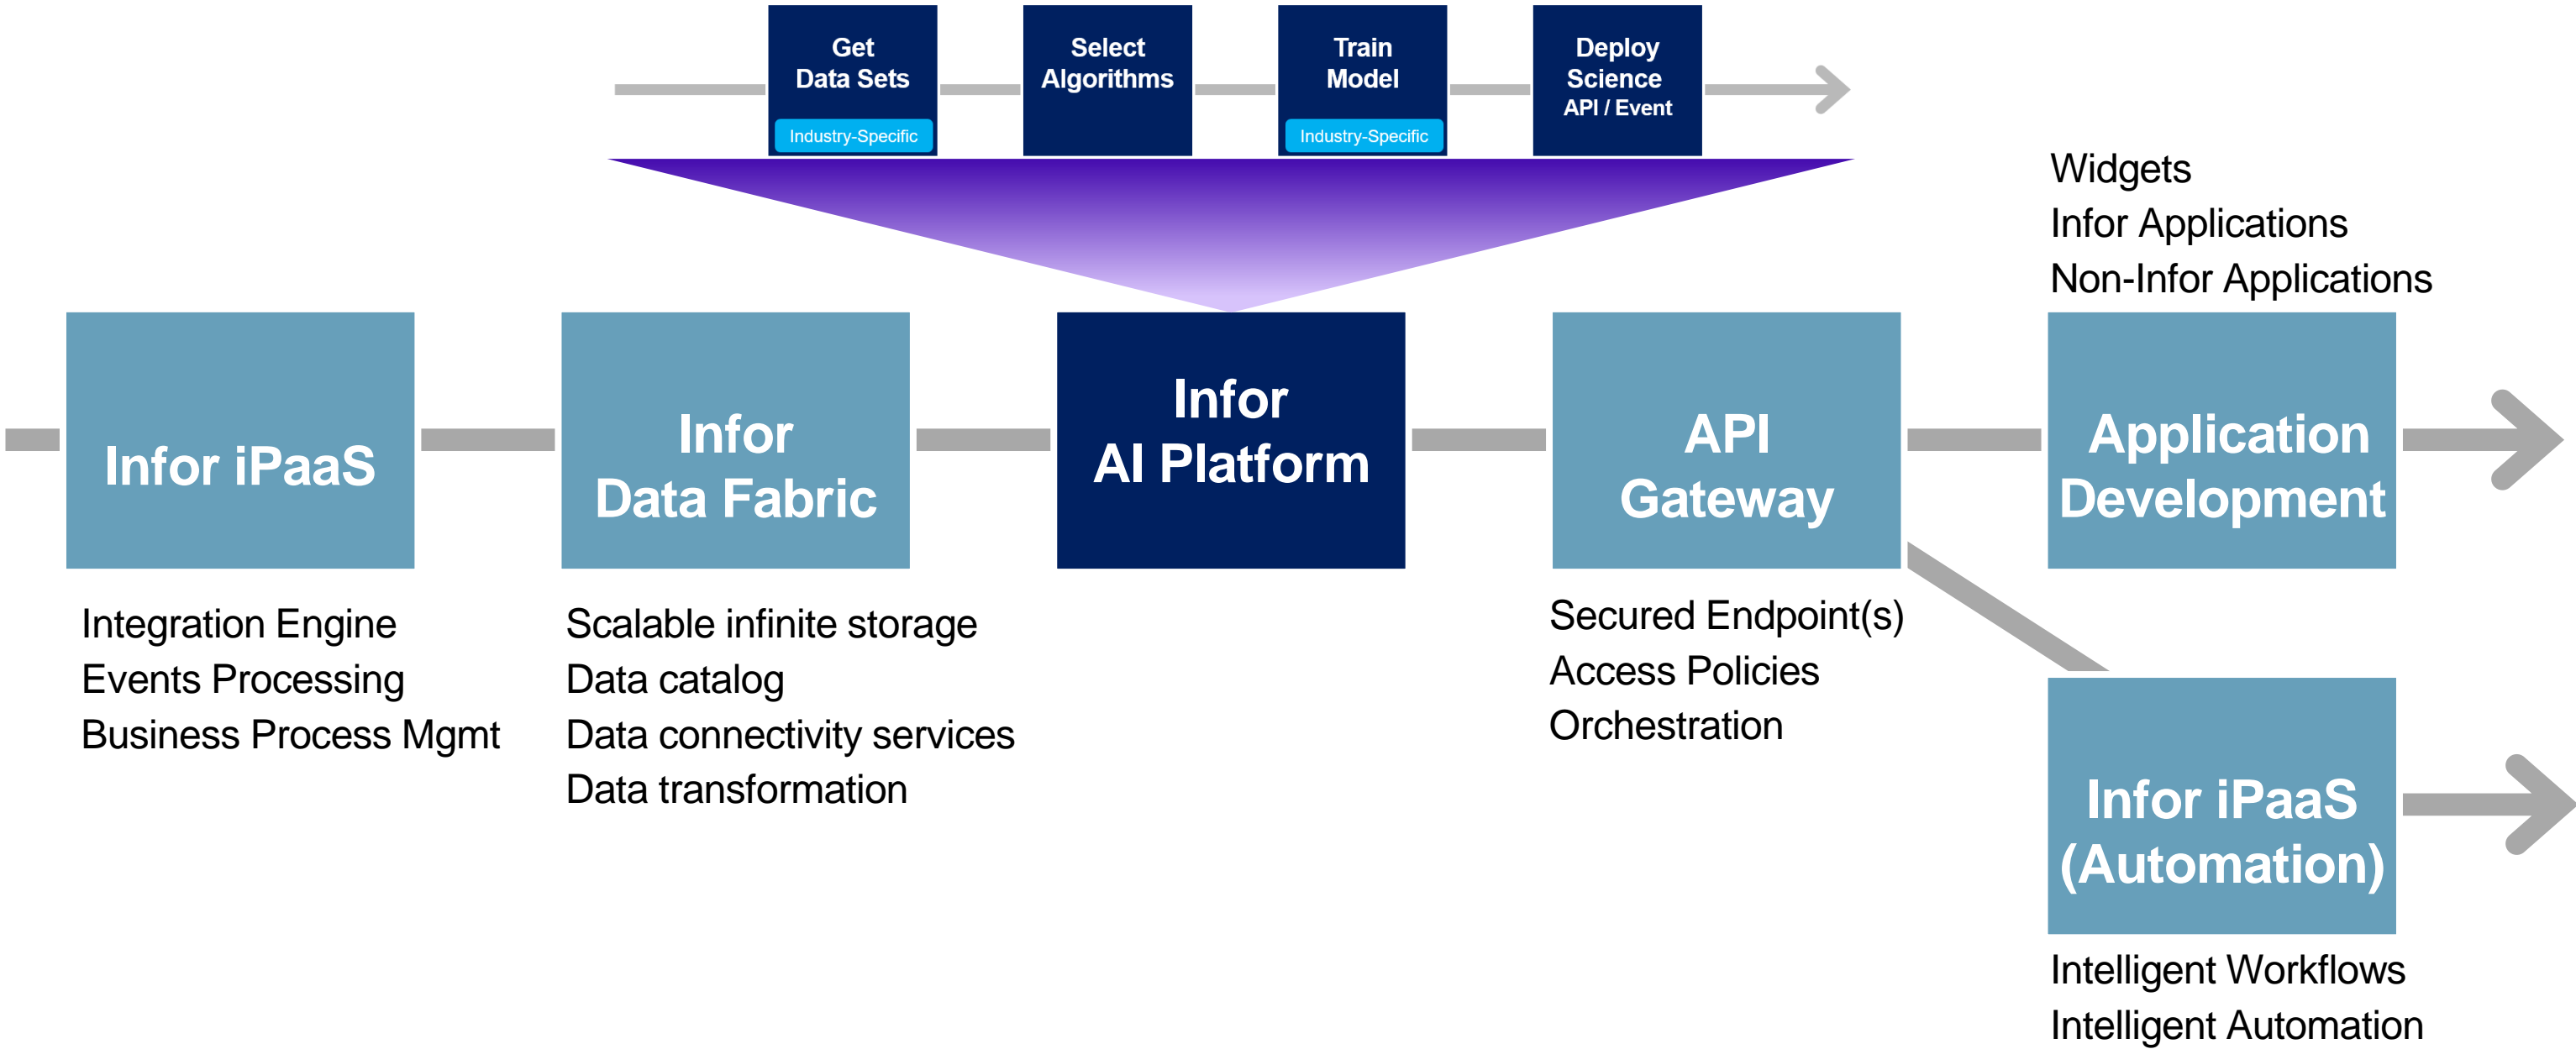 Get
Data Sets
Industry-Specific
Select
Algorithms
Train
Model
Industry-Specific
Deploy
Science
API / Event
Widgets
Infor Applications
Non-Infor Applications
Infor iPaaS
Infor
Data Fabric
Infor
AI Platform
API
Gateway
Application
Development
Integration Engine
Events Processing
Business Process Mgmt
Scalable infinite storage
Data catalog
Data connectivity services
Data transformation
Secured Endpoint(s)
Access Policies
Orchestration
Infor iPaaS
(Automation)
Intelligent Workflows
Intelligent Automation